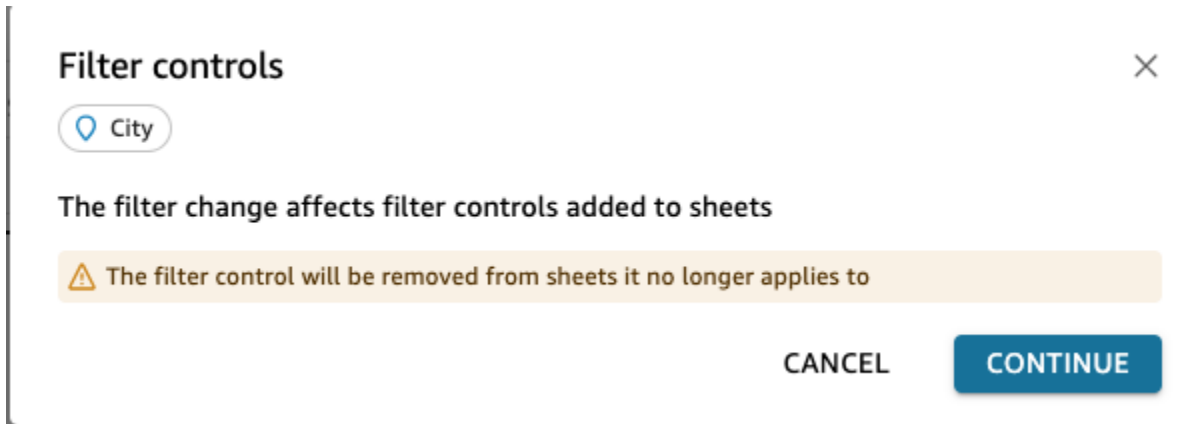 Filter controls
City
The filter change affects filter controls added to sheets
The filter control will be removed from sheets it no longer applies to
CANCEL CONTINUE